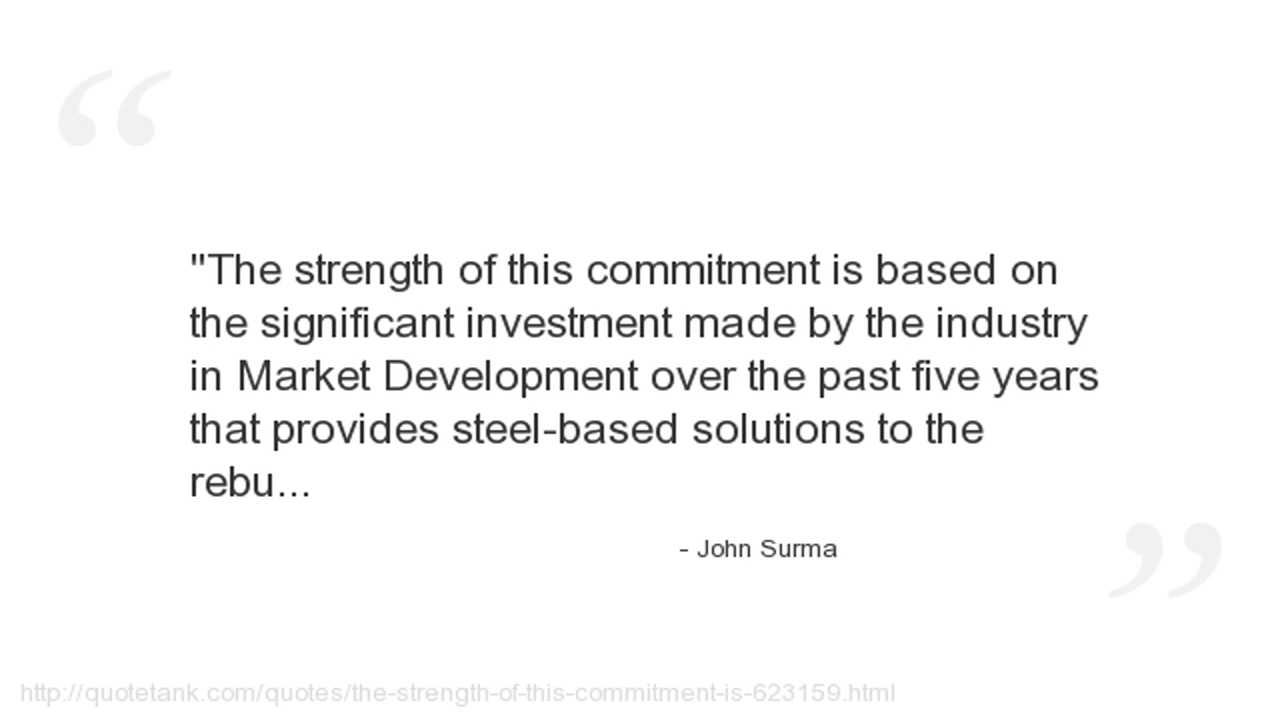 "The strength of this commitment is based on
the significant investment made by the industry
in Market Development over the past five years
that provides steel-based solutions to the
rebu...
- John Surma
http://quotetank.com/quotes/the-strength-of-this-commitment-is-623159.html